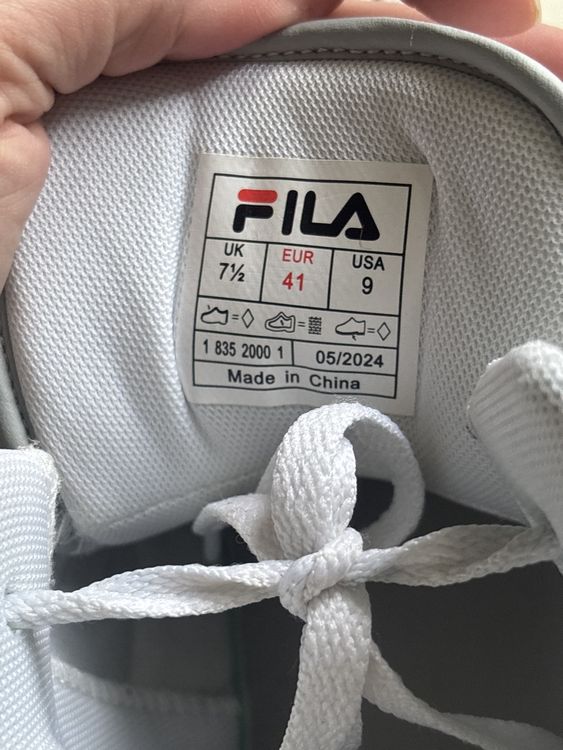 FILA
UK EUR USA
7½ 41 9
1 835 2000 1 05/2024
Made in China